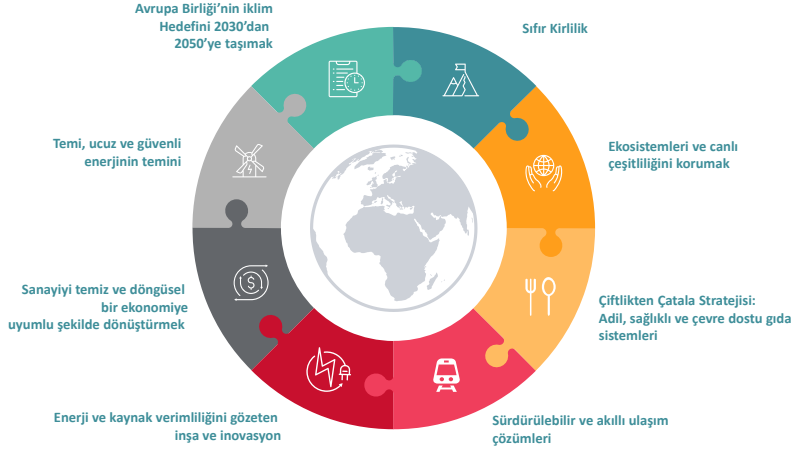 Avrupa Birliği'nin iklim
Hedefini 2030'dan
2050'ye taşımak
Sıfır Kirlilik
Temi, ucuz ve güvenli
enerjinin temini
Ekosistemleri ve canlı
çeşitliliğini korumak
Sanayiyi temiz ve döngüsel
bir ekonomiye
uyumlu şekilde dönüştürmek
Çiftlikten Çatala Stratejisi:
Adil, sağlıklı ve çevre dostu gıda
sistemleri
Enerji ve kaynak verimliliğini gözeten
inşa ve inovasyon
Sürdürülebilir ve akıllı ulaşım
çözümleri